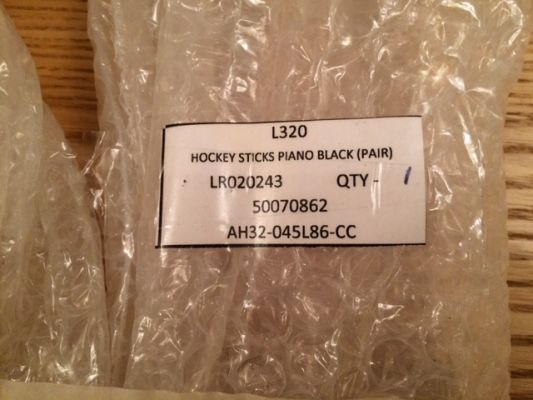 L320
HOCKEY STICKS PIANO BLACK (PAIR)
LR020243 QTY - 1
50070862
AH32-045L86-CC